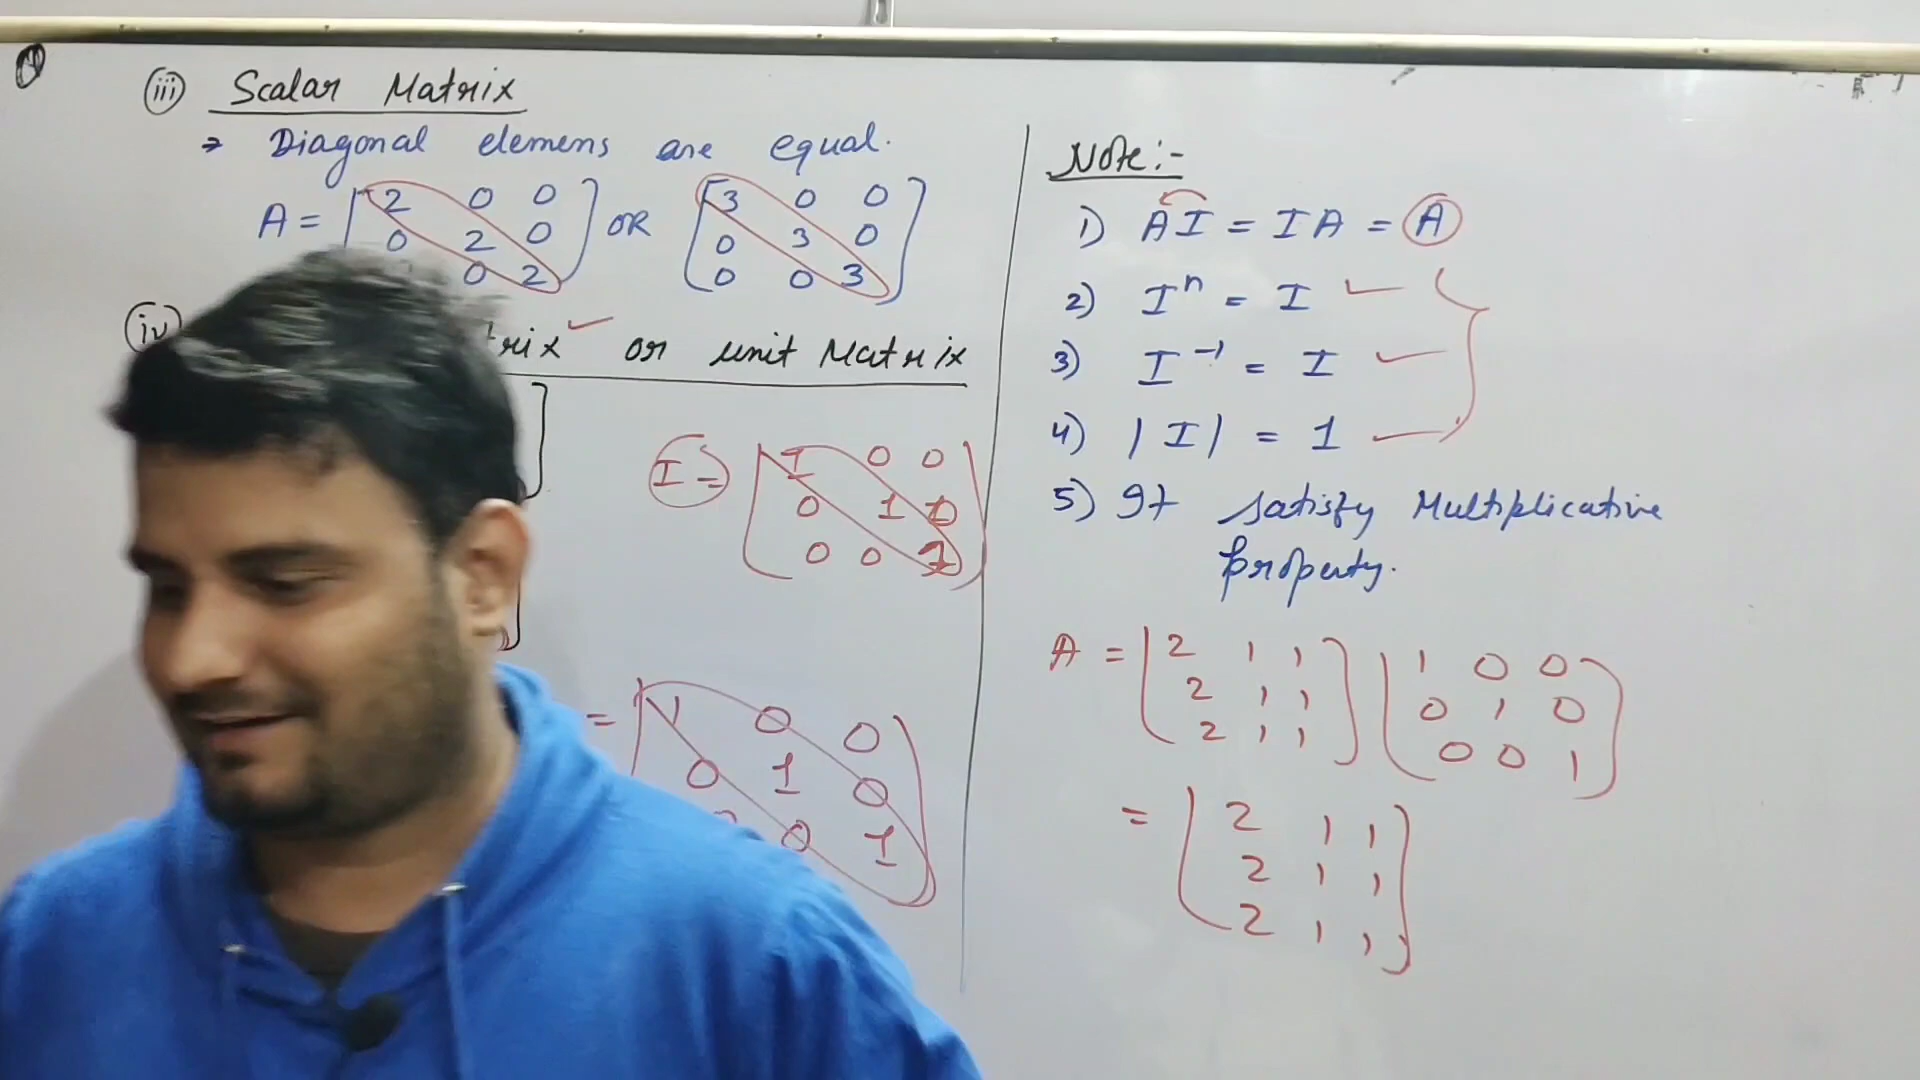 (iii) Scalar Matrix
→ Diagonal elemens are equal.
A = [2 0 0] OR [3 0 0]
0 2 0 0 3 0
0 2 0 0 3
(iv) trix or unit Matrix
I = [1 0 0]
0 1 0
0 0 1
= [1 0 0]
0 1 0
0 1
Note:-
1) AI = IA = A
2) Iⁿ = I
3) I⁻¹ = I
4) |I| = 1
5) It satisfy Multiplicative
property.
A = [2 1 1] [1 0 0]
2 1 1 0 1 0
2 1 1 0 0 1
= [2 1 1]
2 1 1
2 1 1